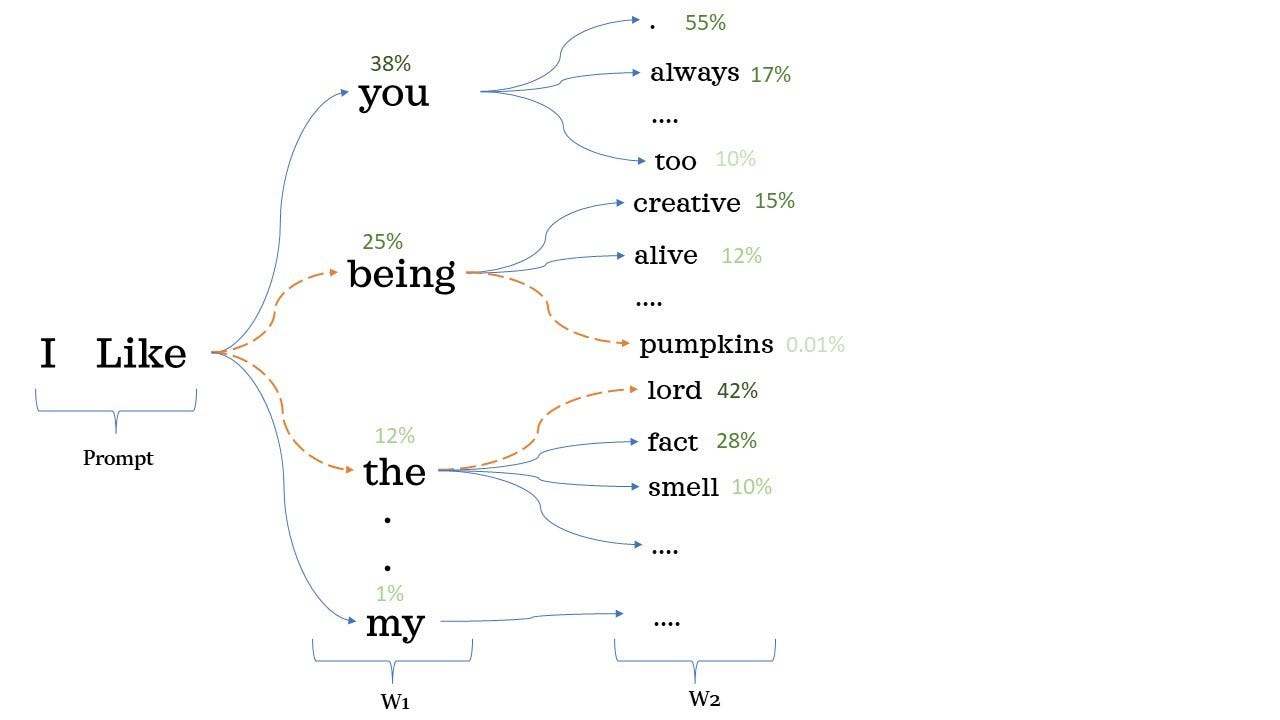 . 55%
38%
you
always 17%
....
too 10%
creative 15%
25%
being
alive 12%
....
pumpkins 0.01%
I Like
Prompt
lord 42%
12%
the
fact 28%
smell 10%
.
....
.
1%
my
....
W1
W2